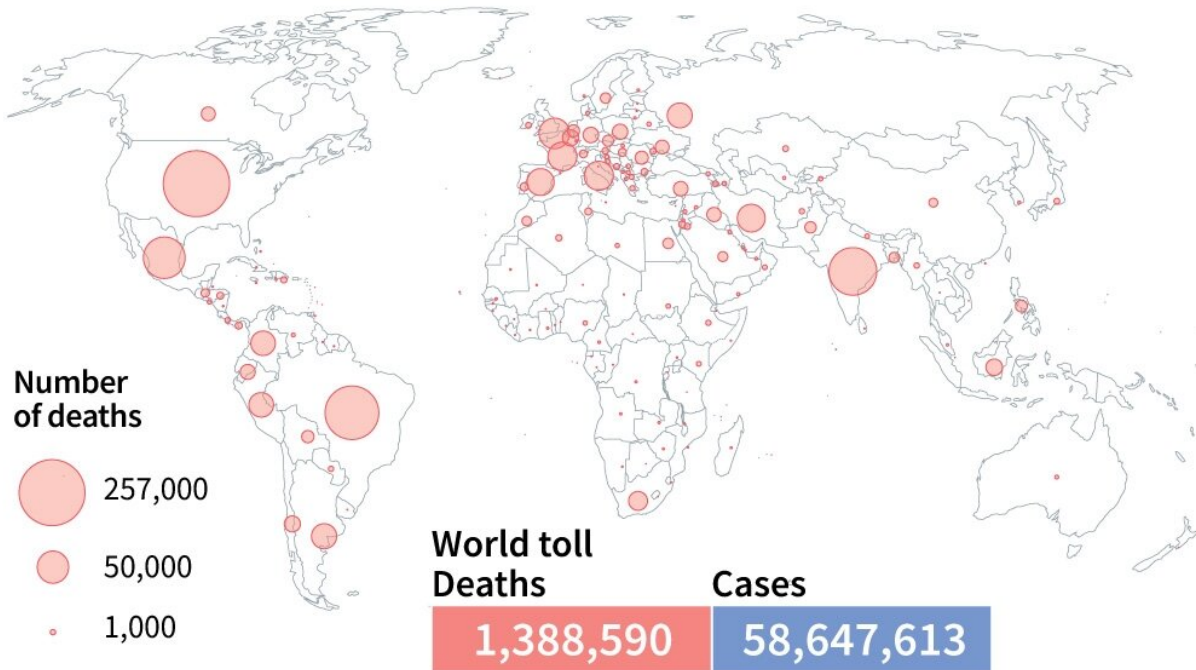 Number
of deaths
257,000
50,000
1,000
World toll
Deaths
Cases
1,388,590
58,647,613